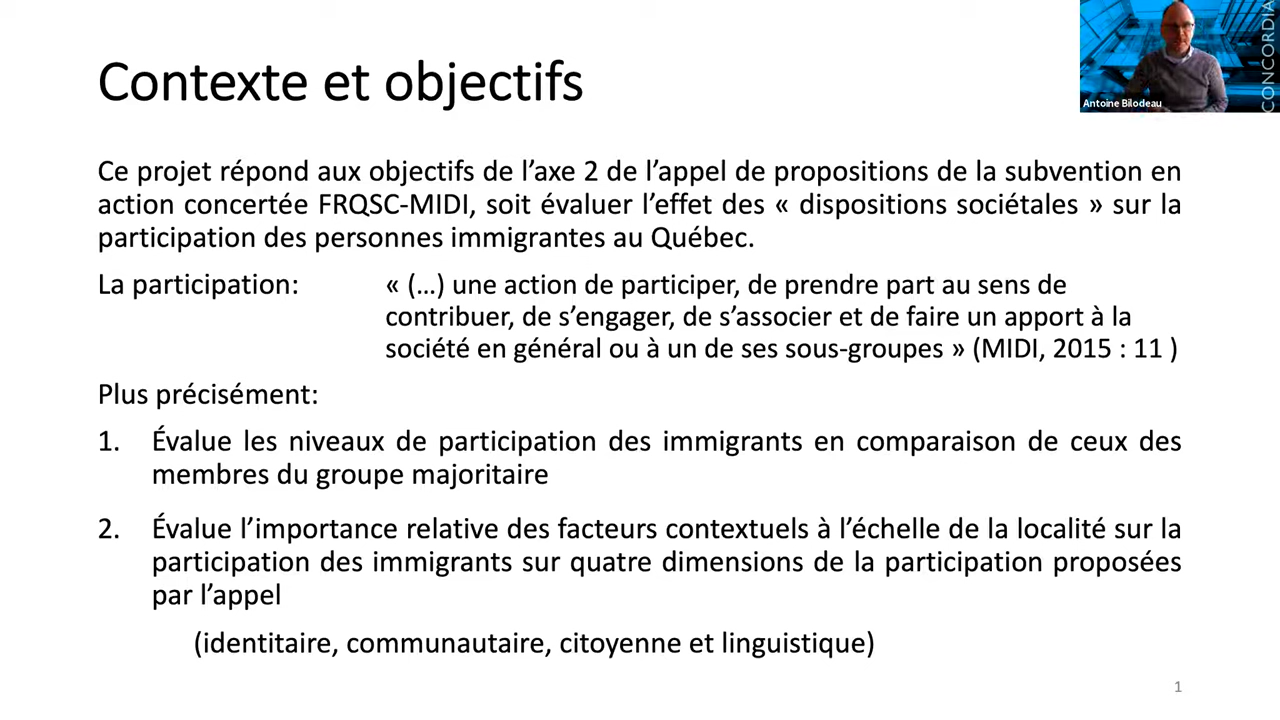 Contexte et objectifs
Antoine Bilodeau
CONCORDIA
Ce projet répond aux objectifs de l’axe 2 de l’appel de propositions de la subvention en
action concertée FRQSC-MIDI, soit évaluer l’effet des « dispositions sociétales » sur la
participation des personnes immigrantes au Québec.
La participation: « (…) une action de participer, de prendre part au sens de
contribuer, de s’engager, de s’associer et de faire un apport à la
société en général ou à un de ses sous-groupes » (MIDI, 2015 : 11 )
Plus précisément:
1. Évalue les niveaux de participation des immigrants en comparaison de ceux des
membres du groupe majoritaire
2. Évalue l’importance relative des facteurs contextuels à l’échelle de la localité sur la
participation des immigrants sur quatre dimensions de la participation proposées
par l’appel
(identitaire, communautaire, citoyenne et linguistique)
1